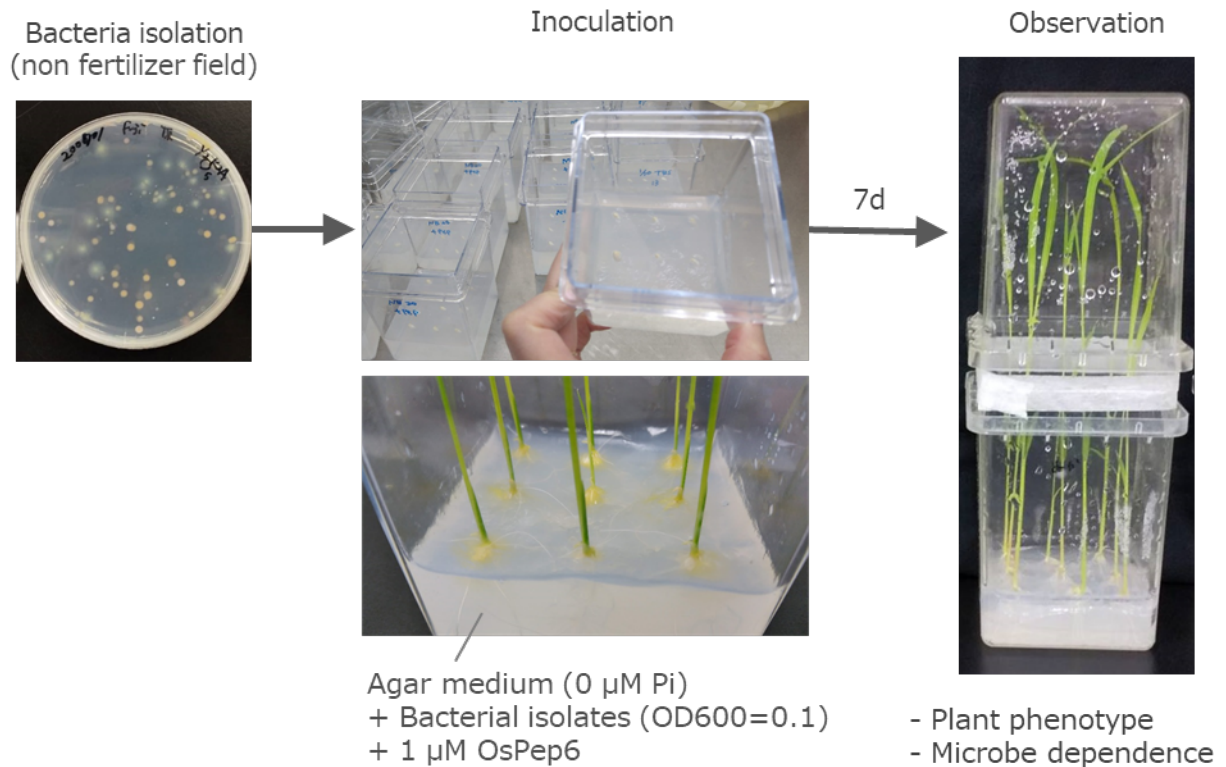 Bacteria isolation
(non fertilizer field)
Inoculation
7d
Observation
Agar medium (0 µM Pi)
+ Bacterial isolates (OD600=0.1)
+ 1 µM OsPep6
- Plant phenotype
- Microbe dependence